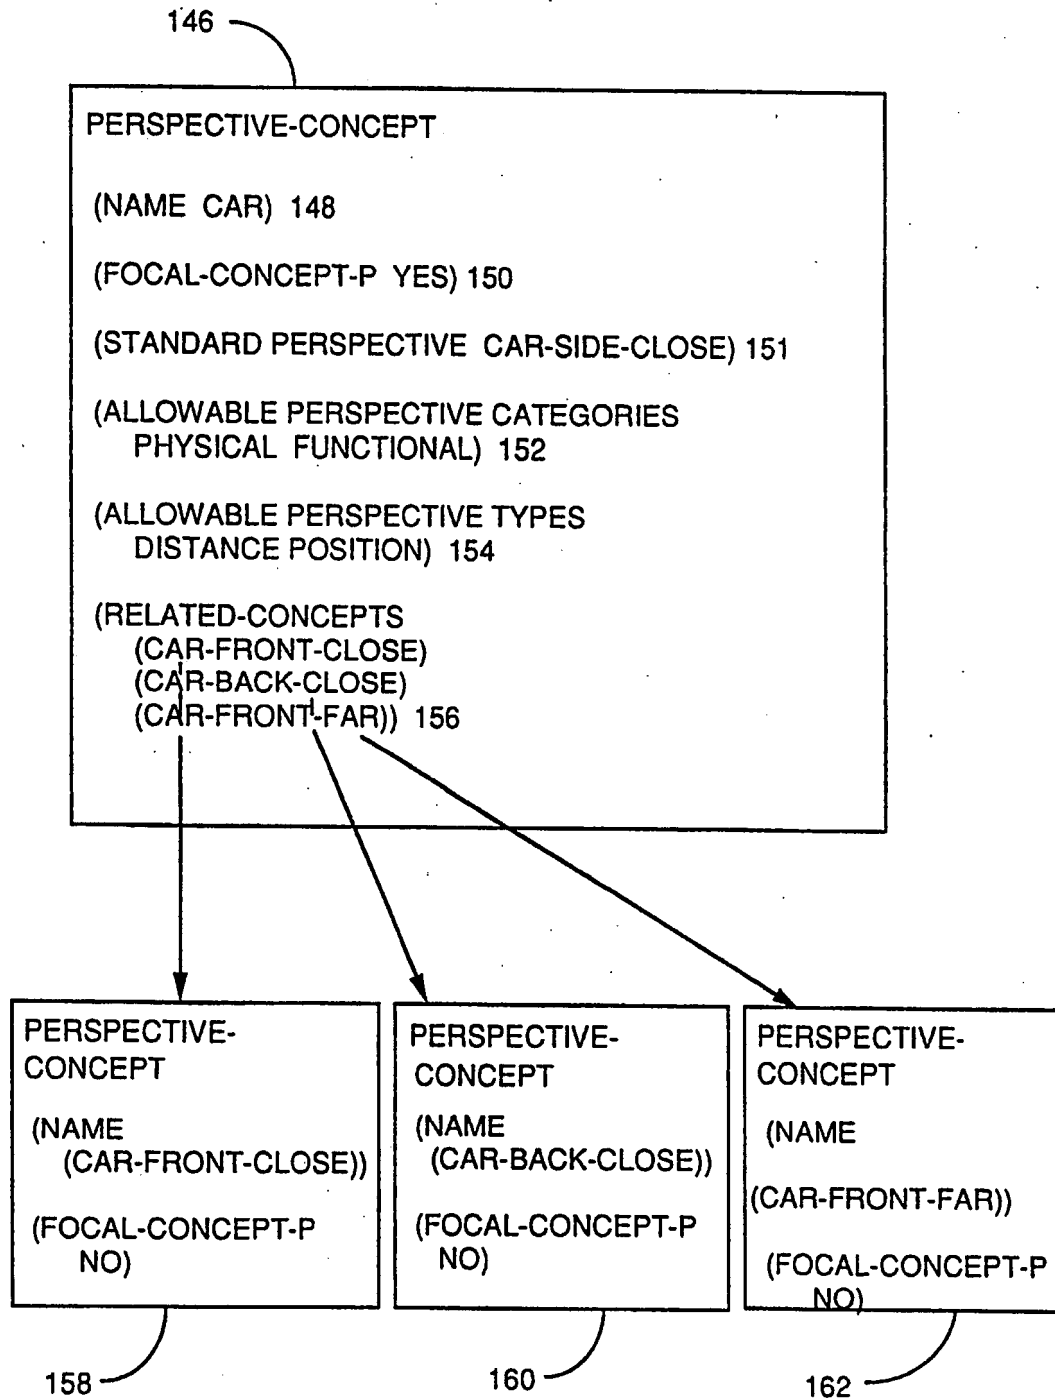 146
PERSPECTIVE-CONCEPT
(NAME CAR) 148
(FOCAL-CONCEPT-P YES) 150
(STANDARD PERSPECTIVE CAR-SIDE-CLOSE) 151
(ALLOWABLE PERSPECTIVE CATEGORIES
PHYSICAL FUNCTIONAL) 152
(ALLOWABLE PERSPECTIVE TYPES
DISTANCE POSITION) 154
(RELATED-CONCEPTS
(CAR-FRONT-CLOSE)
(CAR-BACK-CLOSE)
(CAR-FRONT-FAR)) 156
PERSPECTIVE-
CONCEPT
(NAME
(CAR-FRONT-CLOSE))
(FOCAL-CONCEPT-P
NO)
158
PERSPECTIVE-
CONCEPT
(NAME
(CAR-BACK-CLOSE))
(FOCAL-CONCEPT-P
NO)
160
PERSPECTIVE-
CONCEPT
(NAME
(CAR-FRONT-FAR))
(FOCAL-CONCEPT-P
NO)
162